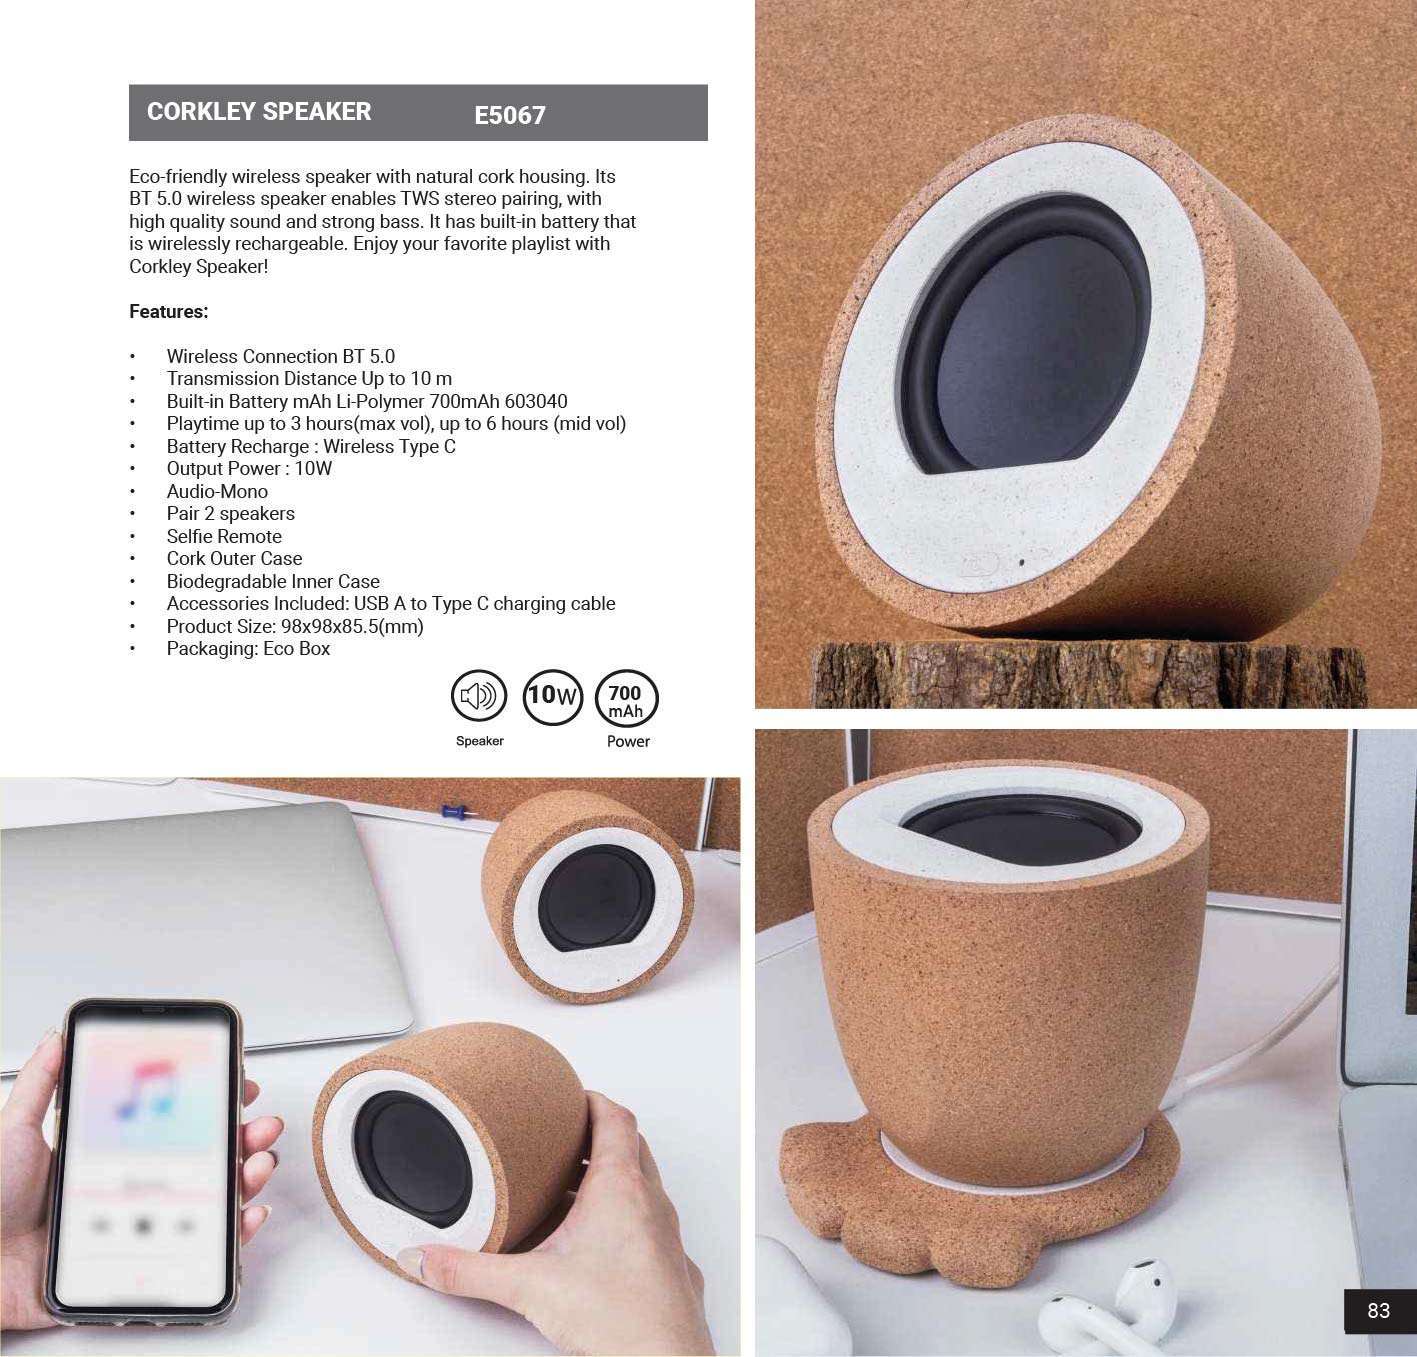 CORKLEY SPEAKER E5067
Eco-friendly wireless speaker with natural cork housing. Its
BT 5.0 wireless speaker enables TWS stereo pairing, with
high quality sound and strong bass. It has built-in battery that
is wirelessly rechargeable. Enjoy your favorite playlist with
Corkley Speaker!
Features:
• Wireless Connection BT 5.0
• Transmission Distance Up to 10 m
• Built-in Battery mAh Li-Polymer 700mAh 603040
• Playtime up to 3 hours(max vol), up to 6 hours (mid vol)
• Battery Recharge : Wireless Type C
• Output Power : 10W
• Audio-Mono
• Pair 2 speakers
• Selfie Remote
• Cork Outer Case
• Biodegradable Inner Case
• Accessories Included: USB A to Type C charging cable
• Product Size: 98x98x85.5(mm)
• Packaging: Eco Box
10W
700
mAh
Speaker
Power
83